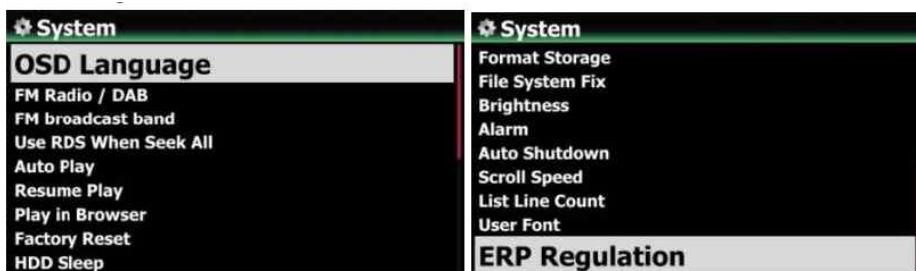 System
OSD Language
FM Radio / DAB
FM broadcast band
Use RDS When Seek All
Auto Play
Resume Play
Play in Browser
Factory Reset
HDD Sleep
System
Format Storage
File System Fix
Brightness
Alarm
Auto Shutdown
Scroll Speed
List Line Count
User Font
ERP Regulation